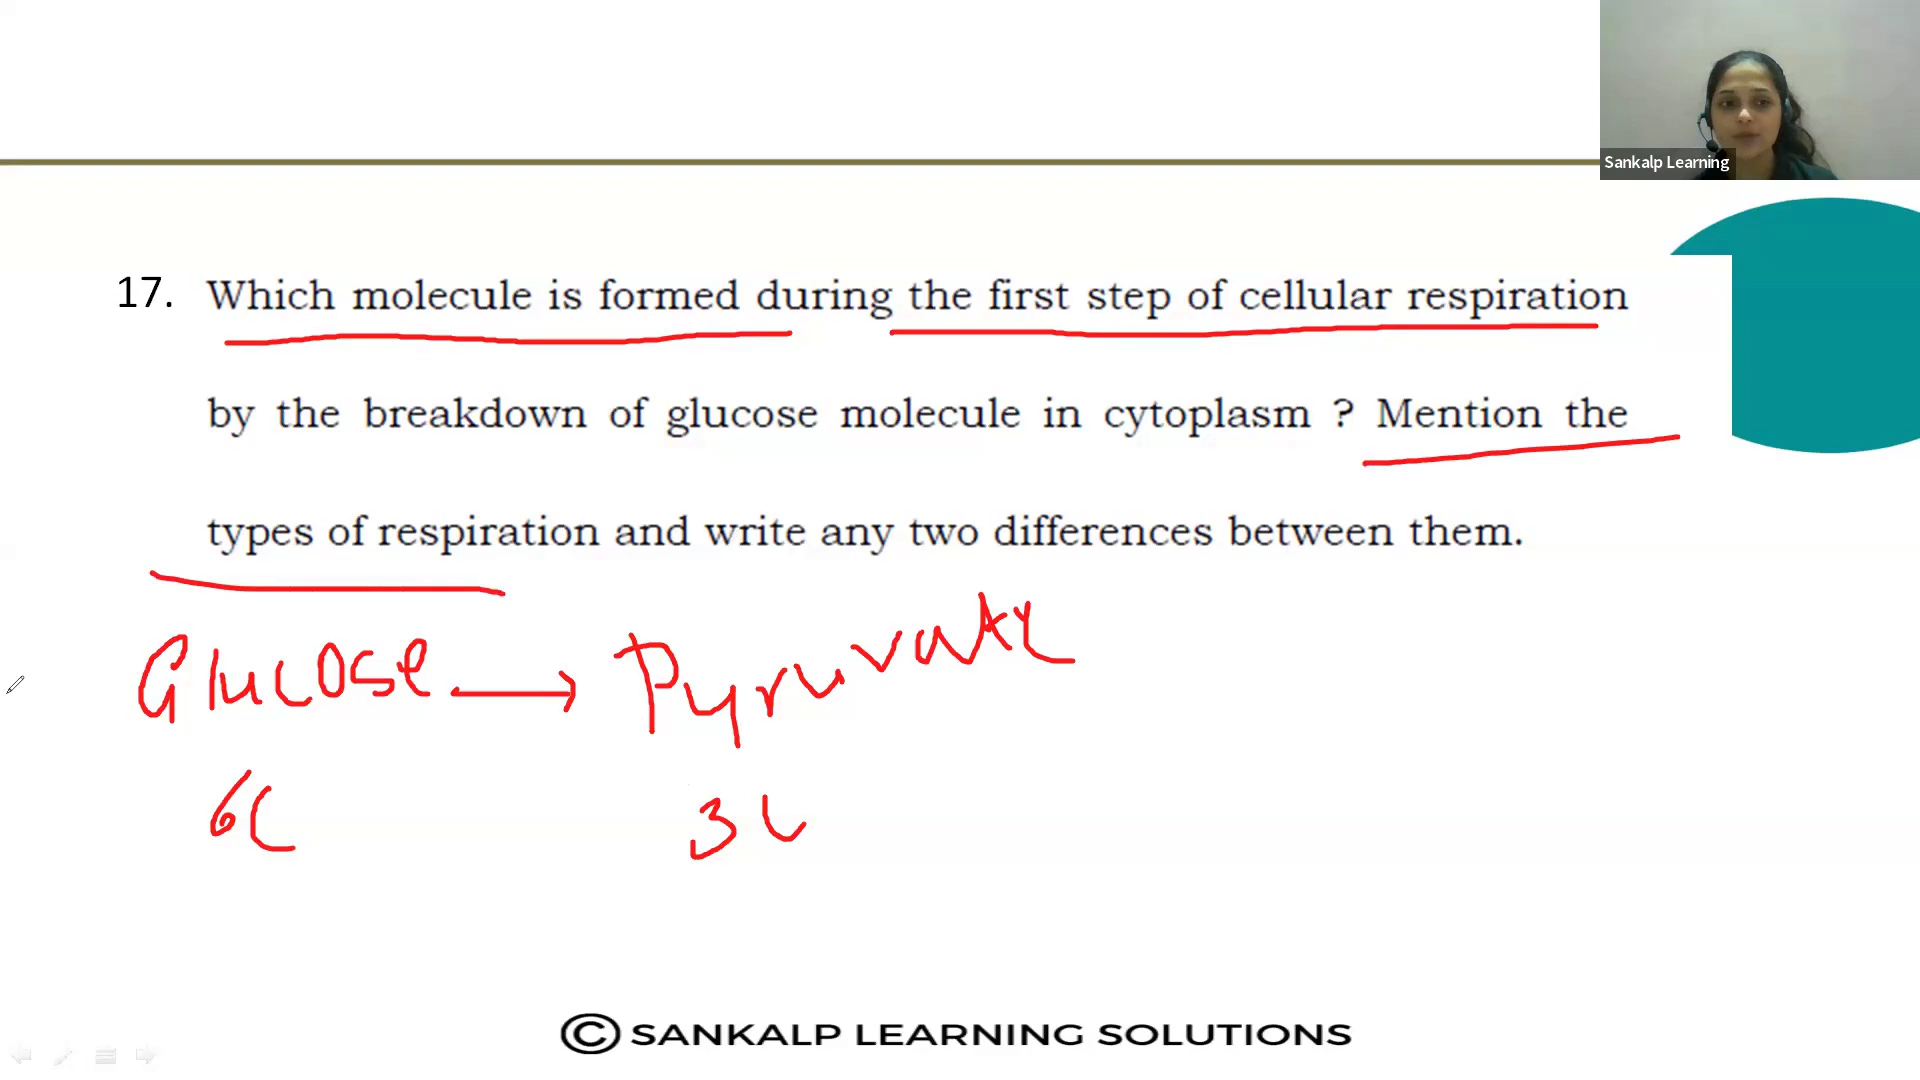 Sankalp Learning
17. Which molecule is formed during the first step of cellular respiration
by the breakdown of glucose molecule in cytoplasm ? Mention the
types of respiration and write any two differences between them.
Glucose → Pyruvate
6C 3C
© SANKALP LEARNING SOLUTIONS